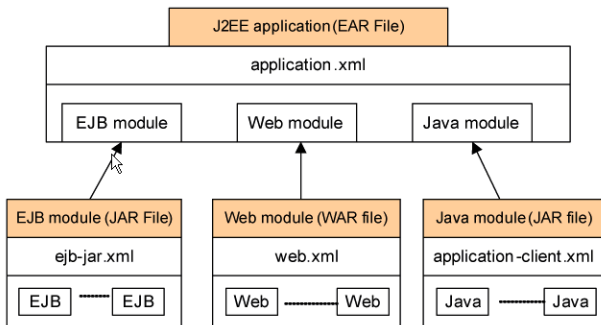 J2EE application (EAR File)
application.xml
EJB module
Web module
Java module
EJB module (JAR File)
Web module (WAR file)
Java module (JAR file)
ejb-jar.xml
web.xml
application-client.xml
EJB
EJB
Web
Web
Java
Java